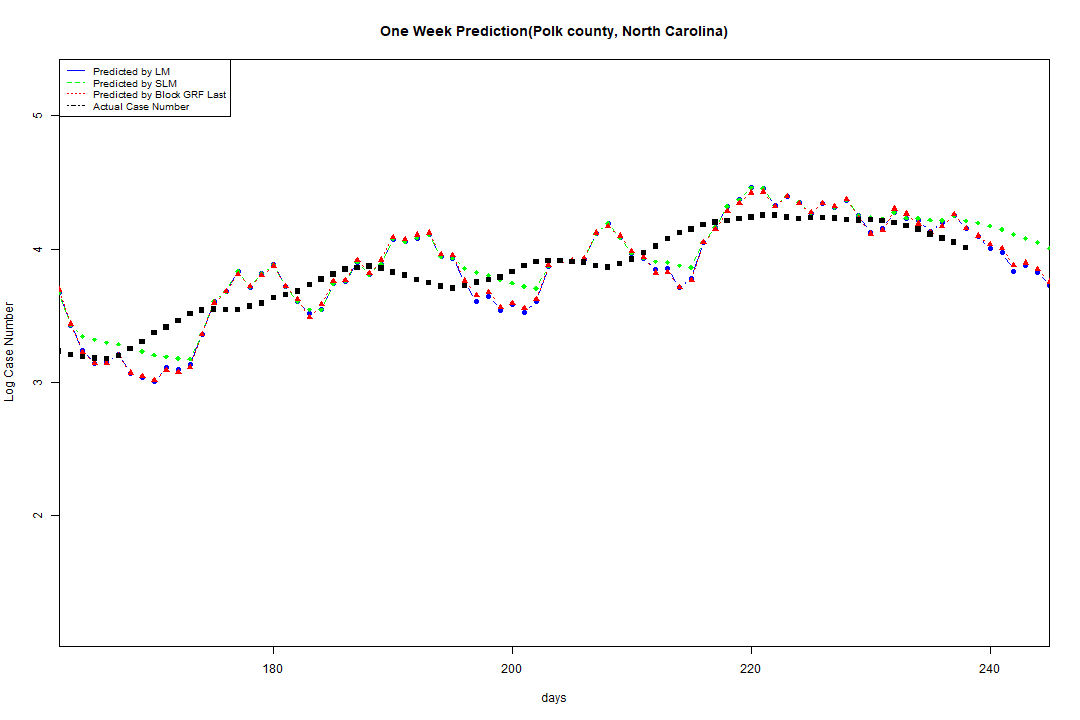 One Week Prediction(Polk county, North Carolina)
Predicted by LM
Predicted by SLM
Predicted by Block GRF Last
Actual Case Number
5
4
3
2
Log Case Number
180 200 220 240
days